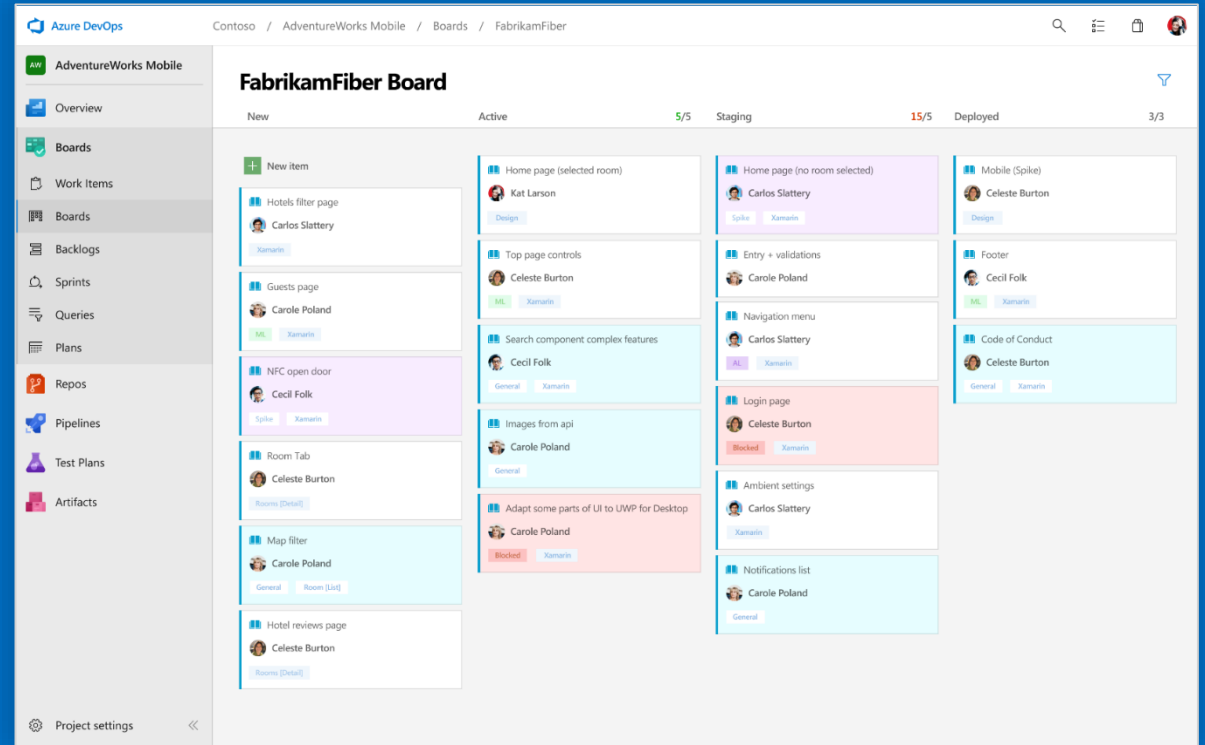 Azure DevOps
Contoso / AdventureWorks Mobile / Boards / FabrikamFiber
AW AdventureWorks Mobile
Overview
Boards
Work Items
Boards
Backlogs
Sprints
Queries
Plans
Repos
Pipelines
Test Plans
Artifacts
Project settings
FabrikamFiber Board
New
Active 5/5
Staging 15/5
Deployed 3/3
New item
Hotels filter page
Carlos Slattery
Xamarin
Guests page
Carole Poland
ML Xamarin
NFC open door
Cecil Folk
Spike Xamarin
Room Tab
Celeste Burton
Rooms [Detail]
Map filter
Carole Poland
General Room [List]
Hotel reviews page
Celeste Burton
Rooms [Detail]
Home page (selected room)
Kat Larson
Design
Top page controls
Celeste Burton
ML Xamarin
Search component complex features
Cecil Folk
General Xamarin
Images from api
Carole Poland
General
Adapt some parts of UI to UWP for Desktop
Carole Poland
Blocked Xamarin
Home page (no room selected)
Carlos Slattery
Spike Xamarin
Entry + validations
Carole Poland
Navigation menu
Carlos Slattery
AL Xamarin
Login page
Celeste Burton
Blocked Xamarin
Ambient settings
Carlos Slattery
Xamarin
Notifications list
Carole Poland
General
Mobile (Spike)
Celeste Burton
Design
Footer
Cecil Folk
ML Xamarin
Code of Conduct
Celeste Burton
General Xamarin